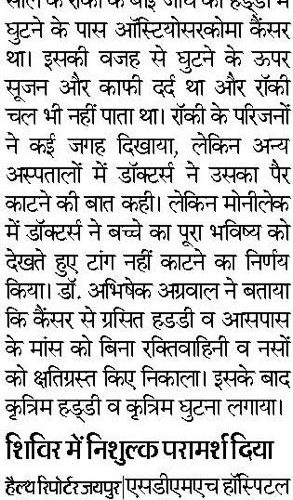 साल के रॉकी के बाईं जांघ की हड्डी में
घुटने के पास ऑस्टियोसरकोमा कैंसर
था। इसकी वजह से घुटने के ऊपर
सूजन और काफी दर्द था और रॉकी
चल भी नहीं पाता था। रॉकी के परिजनों
ने कई जगह दिखाया, लेकिन अन्य
अस्पतालों में डॉक्टर्स ने उसका पैर
काटने की बात कही। लेकिन मोनीलेक
में डॉक्टर्स ने बच्चे का पूरा भविष्य को
देखते हुए टांग नहीं काटने का निर्णय
किया। डॉ. अभिषेक अग्रवाल ने बताया
कि कैंसर से ग्रसित हडडी व आसपास
के मांस को बिना रक्तिवाहिनी व नसों
को क्षतिग्रस्त किए निकाला। इसके बाद
कृत्रिम हड्डी व कृत्रिम घुटना लगाया।
शिविर में निशुल्क परामर्श दिया
हैल्थ रिपोर्टर जयपुर|एसडीएमएच हॉस्पिटल